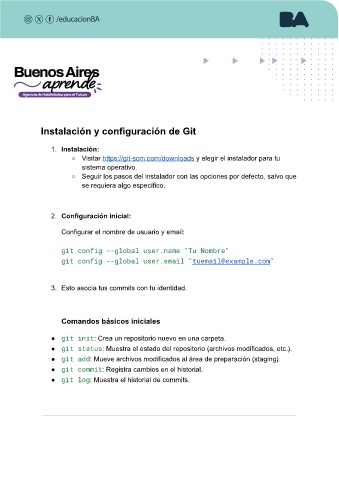 /educacionBA
BA
Buenos Aires
aprende
Agencia de Habilidades para el Futuro
Instalación y configuración de Git
1. Instalación:
○ Visitar https://git-scm.com/downloads y elegir el instalador para tu
sistema operativo.
○ Seguir los pasos del instalador con las opciones por defecto, salvo que
se requiera algo específico.
2. Configuración inicial:
Configurar el nombre de usuario y email:
git config --global user.name "Tu Nombre"
git config --global user.email "tuemail@example.com"
3. Esto asocia tus commits con tu identidad.
Comandos básicos iniciales
● git init: Crea un repositorio nuevo en una carpeta.
● git status: Muestra el estado del repositorio (archivos modificados, etc.).
● git add: Mueve archivos modificados al área de preparación (staging).
● git commit: Registra cambios en el historial.
● git log: Muestra el historial de commits.